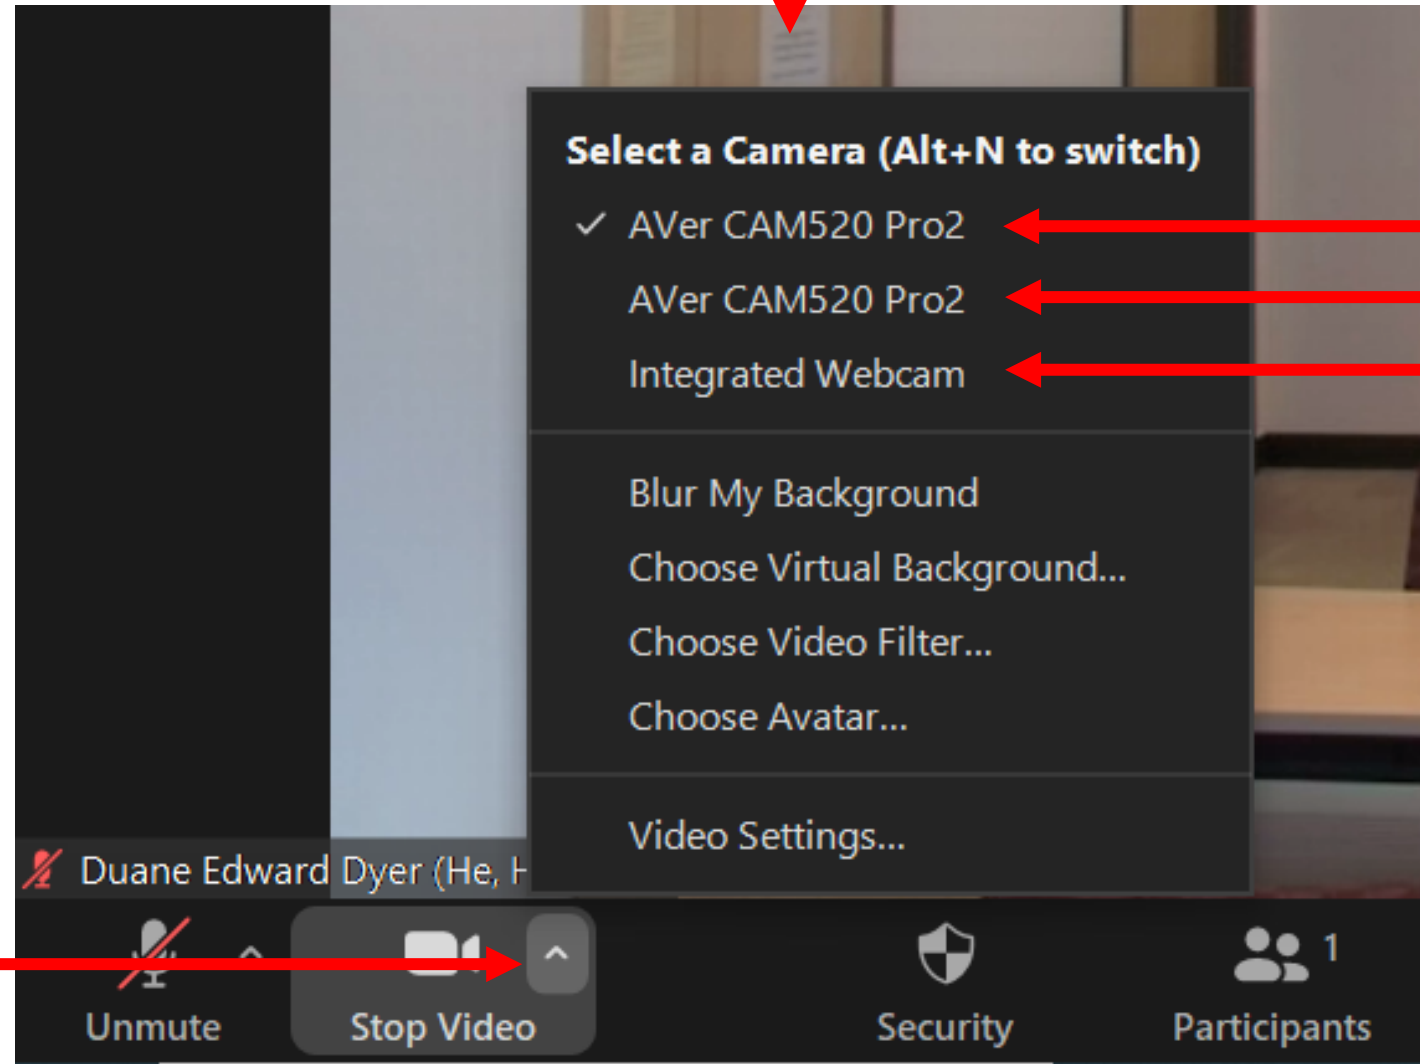 Select a Camera (Alt+N to switch)
AVer CAM520 Pro2
AVer CAM520 Pro2
Integrated Webcam
Blur My Background
Choose Virtual Background...
Choose Video Filter...
Choose Avatar...
Video Settings...
Duane Edward Dyer (He, H
1
Unmute
Stop Video
Security
Participants